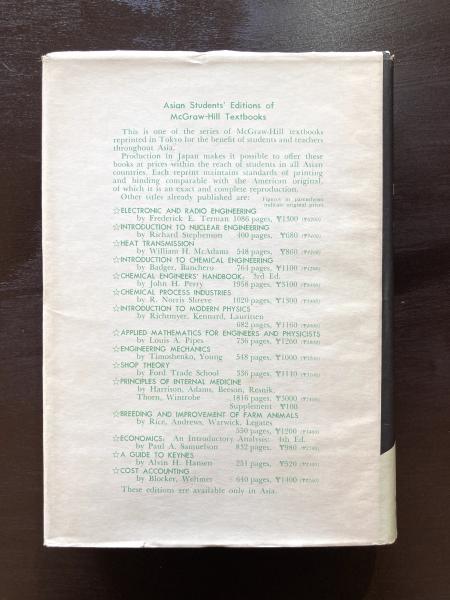 Asian Students' Editions of
McGraw-Hill Textbooks
This is one of the series of McGraw-Hill textbooks
reprinted in Tokyo for the benefit of students and teachers
throughout Asia.
Production in Japan makes it possible to offer these
books at prices within the reach of students in all Asian
countries. Each reprint maintains standards of printing
and binding comparable with the American original,
of which it is an exact and complete reproduction.
Other titles already published are: Figures in parentheses
indicate original prices
☆ELECTRONIC AND RADIO ENGINEERING
by Frederick E. Terman 1086 pages, ¥1300
☆INTRODUCTION TO NUCLEAR ENGINEERING
by Richard Stephenson 400 pages, ¥680
☆HEAT TRANSMISSION
by William H. McAdams 548 pages, ¥860
☆INTRODUCTION TO CHEMICAL ENGINEERING
by Badger, Banchero 764 pages, ¥1100
☆CHEMICAL ENGINEERS' HANDBOOK: 3rd Ed.
by John H. Perry 1958 pages, ¥3100
☆CHEMICAL PROCESS INDUSTRIES
by R. Norris Shreve 1020 pages, ¥1300
☆INTRODUCTION TO MODERN PHYSICS
by Richtmyer, Kennard, Lauritsen
682 pages, ¥1160
☆APPLIED MATHEMATICS FOR ENGINEERS AND PHYSICISTS
by Louis A. Pipes 756 pages, ¥1200
☆ENGINEERING MECHANICS
by Timoshenko, Young 548 pages, ¥1000
☆SHOP THEORY
by Ford Trade School 336 pages, ¥1140
☆PRINCIPLES OF INTERNAL MEDICINE
by Harrison, Adams, Beeson, Resnik,
Thorn, Wintrobe 1816 pages, ¥3000
Supplement ¥100
☆BREEDING AND IMPROVEMENT OF FARM ANIMALS
by Rice, Andrews, Warwick, Legates
550 pages, ¥1200
☆ECONOMICS: An Introductory Analysis: 4th Ed.
by Paul A. Samuelson 832 pages, ¥980
☆A GUIDE TO KEYNES
by Alvin H. Hansen 251 pages, ¥520
☆COST ACCOUNTING
by Blocker, Weltmer 640 pages, ¥1400
These editions are available only in Asia.